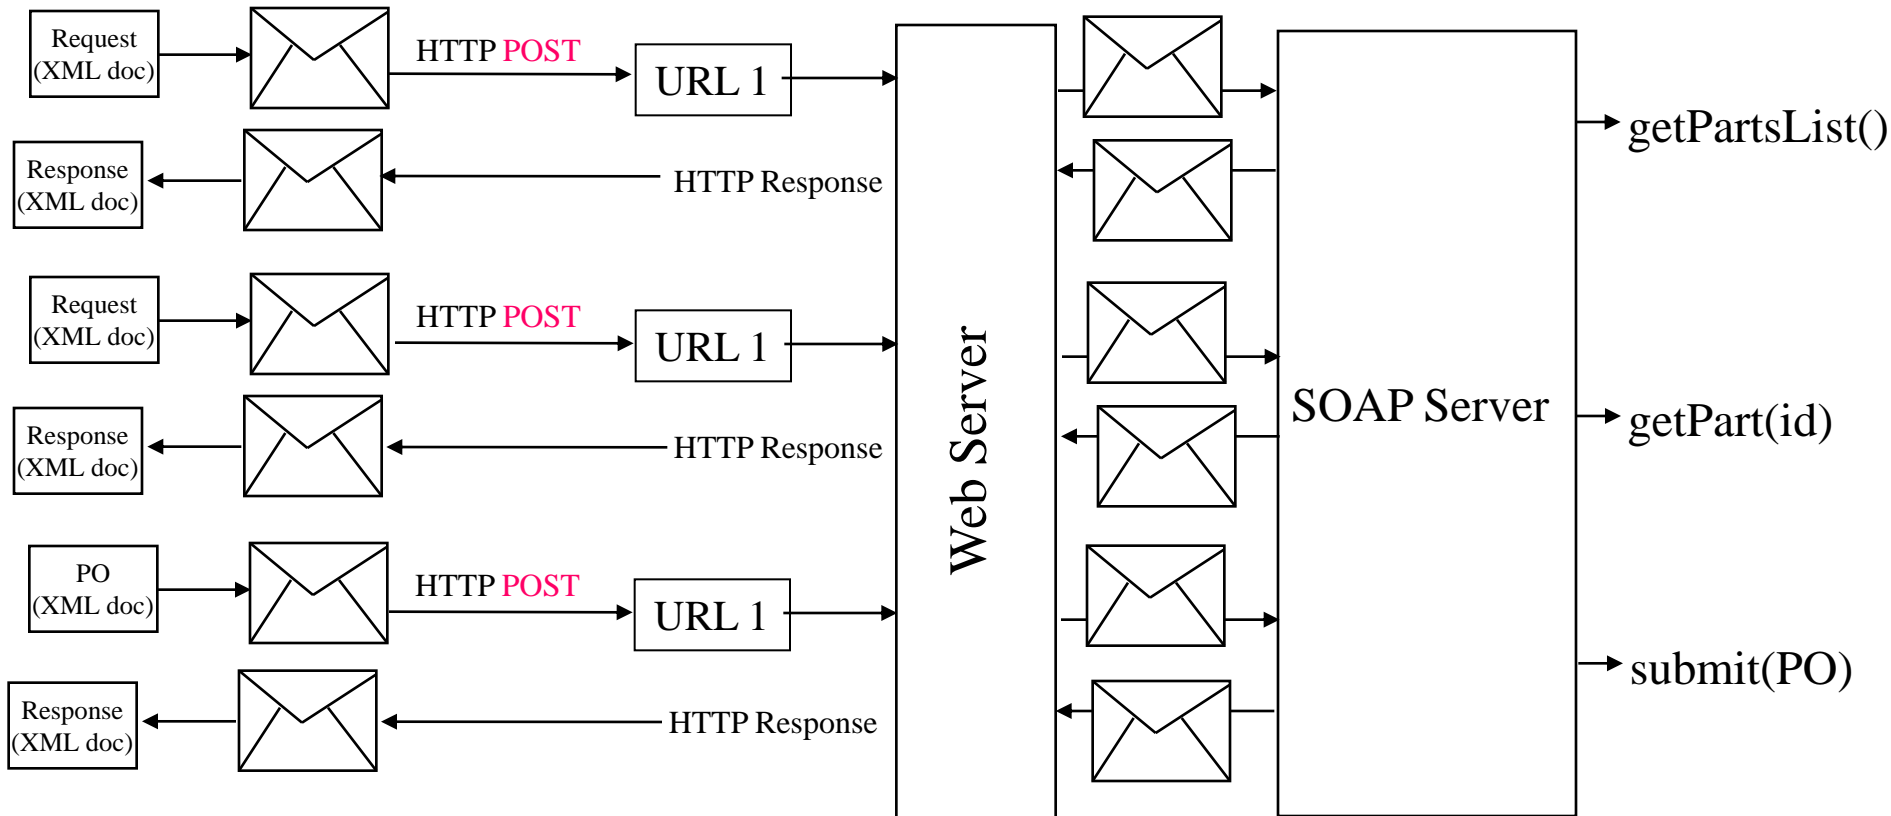 Request
(XML doc)
HTTP POST
URL 1
Response
(XML doc)
HTTP Response
Request
(XML doc)
HTTP POST
URL 1
Response
(XML doc)
HTTP Response
PO
(XML doc)
HTTP POST
URL 1
Response
(XML doc)
HTTP Response
Web Server
SOAP Server
getPartsList()
getPart(id)
submit(PO)